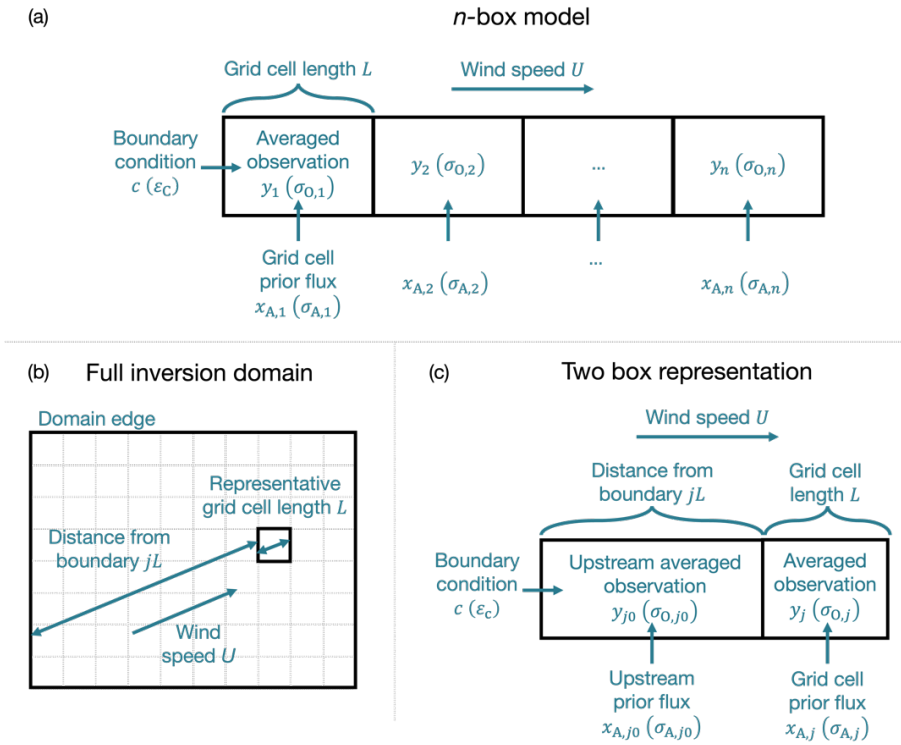 (a)
n-box model
Grid cell length L
Wind speed U
Boundary
condition
c (εC)
Averaged
observation
y1 (σO,1)
y2 (σO,2)
...
yn (σO,n)
Grid cell
prior flux
xA,1 (σA,1)
xA,2 (σA,2)
...
xA,n (σA,n)
(b)
Full inversion domain
Domain edge
Representative
grid cell length L
Distance from
boundary jL
Wind
speed U
(c)
Two box representation
Wind speed U
Distance from
boundary jL
Grid cell
length L
Boundary
condition
c (εc)
Upstream averaged
observation
yj0 (σO,j0)
Averaged
observation
yj (σO,j)
Upstream
prior flux
xA,j0 (σA,j0)
Grid cell
prior flux
xA,j (σA,j)